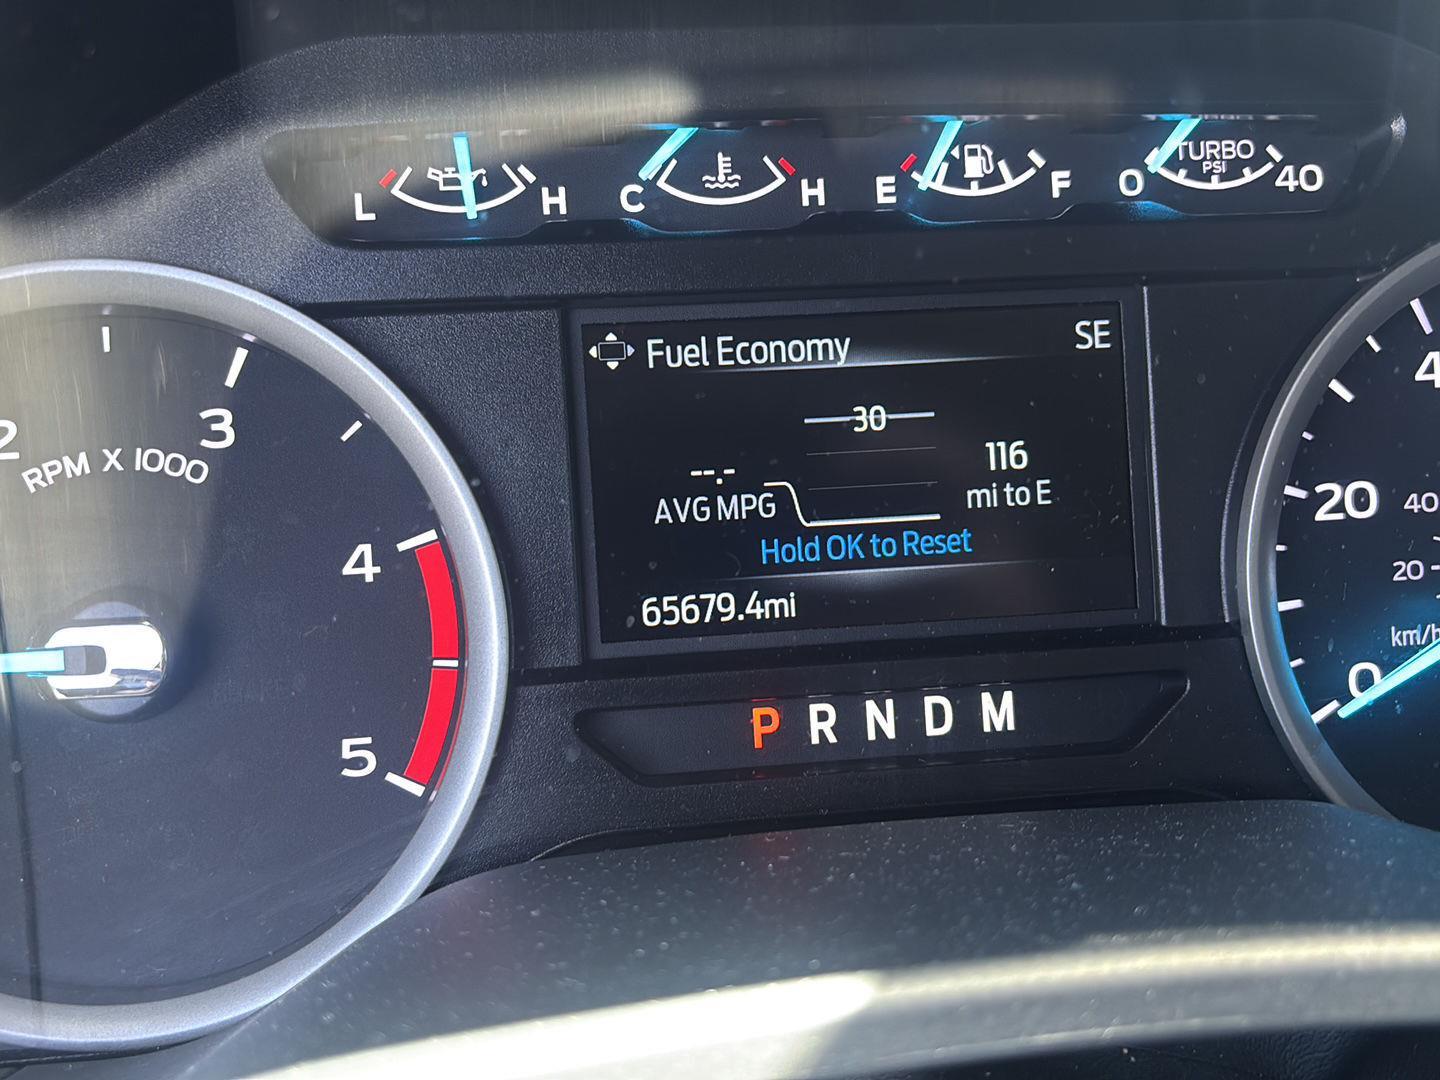 L H C H E F 0 TURBO PSI 40
Fuel Economy SE
30
--.-
AVG MPG
116
mi to E
Hold OK to Reset
65679.4mi
P R N D M
2 3 4 5
RPM X 1000
4
20 40
20
km/h
0